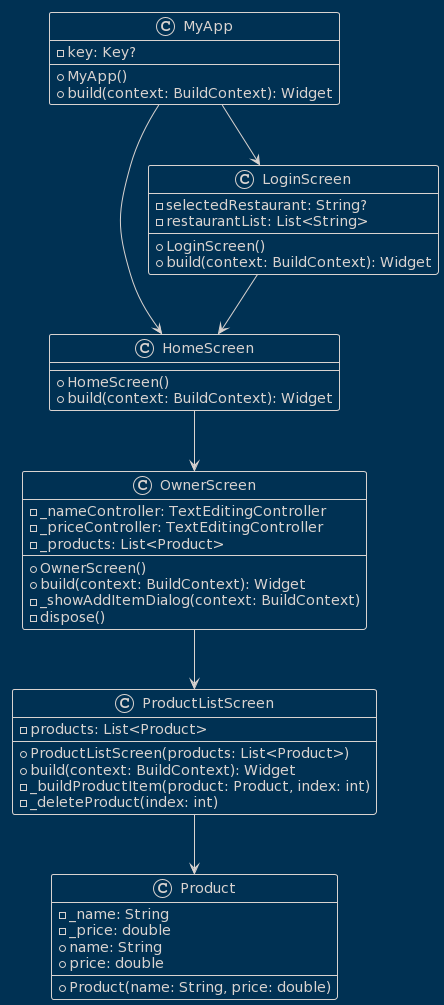 C MyApp
key: Key?
MyApp()
build(context: BuildContext): Widget
C LoginScreen
selectedRestaurant: String?
restaurantList: List<String>
LoginScreen()
build(context: BuildContext): Widget
C HomeScreen
HomeScreen()
build(context: BuildContext): Widget
C OwnerScreen
_nameController: TextEditingController
_priceController: TextEditingController
_products: List<Product>
OwnerScreen()
build(context: BuildContext): Widget
_showAddItemDialog(context: BuildContext)
dispose()
C ProductListScreen
products: List<Product>
ProductListScreen(products: List<Product>)
build(context: BuildContext): Widget
_buildProductItem(product: Product, index: int)
_deleteProduct(index: int)
C Product
_name: String
_price: double
name: String
price: double
Product(name: String, price: double)